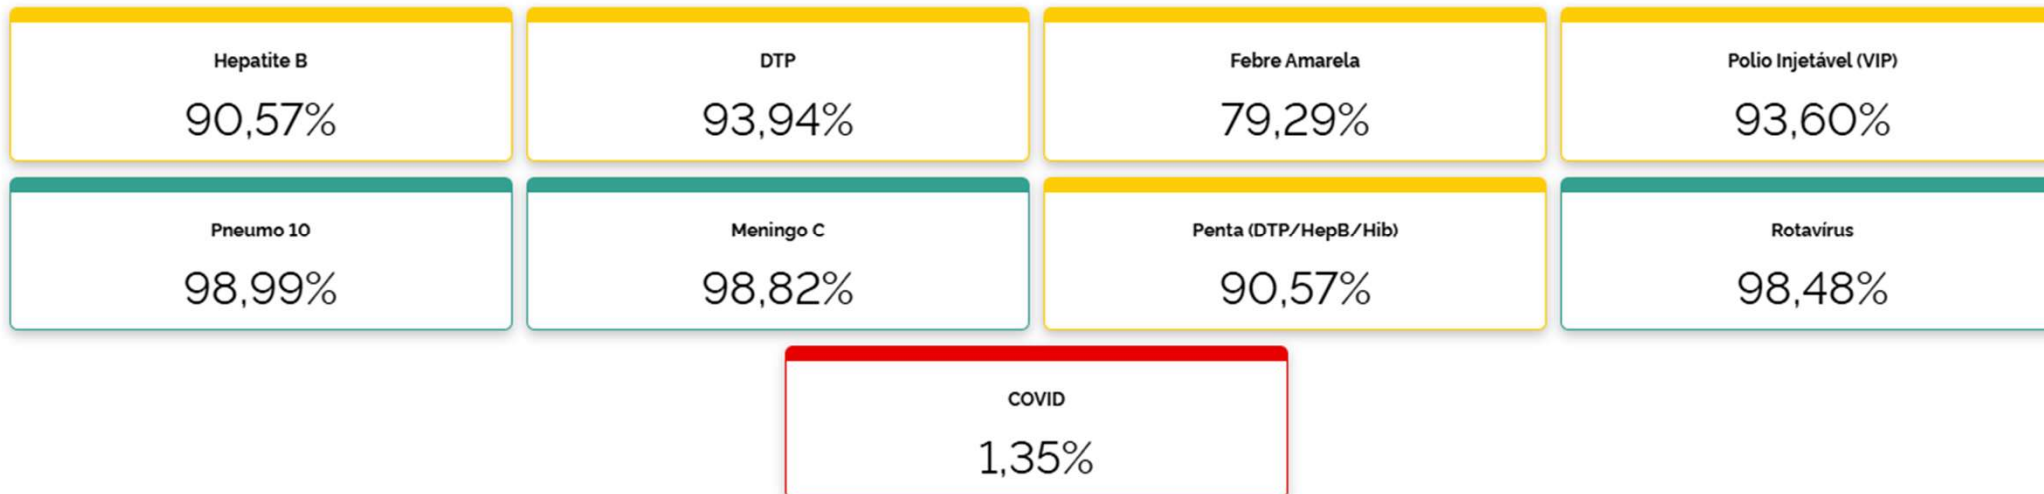 Hepatite B
90,57%
DTP
93,94%
Febre Amarela
79,29%
Polio Injetável (VIP)
93,60%
Pneumo 10
98,99%
Meningo C
98,82%
Penta (DTP/HepB/Hib)
90,57%
Rotavírus
98,48%
COVID
1,35%